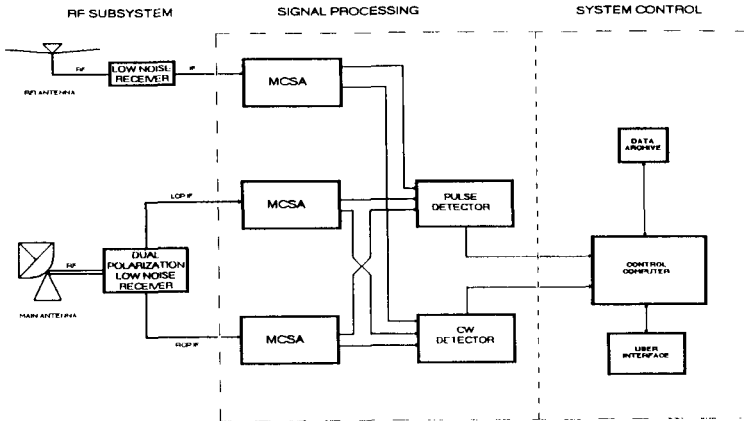 RF SUBSYSTEM
SIGNAL PROCESSING
SYSTEM CONTROL
RF
LOW NOISE
RECEIVER
IF
RFI ANTENNA
MCSA
DATA
ARCHIVE
LCP IF
MCSA
PULSE
DETECTOR
RF
DUAL
POLARIZATION
LOW NOISE
RECEIVER
CONTROL
COMPUTER
MAIN ANTENNA
RCP IF
MCSA
CW
DETECTOR
USER
INTERFACE